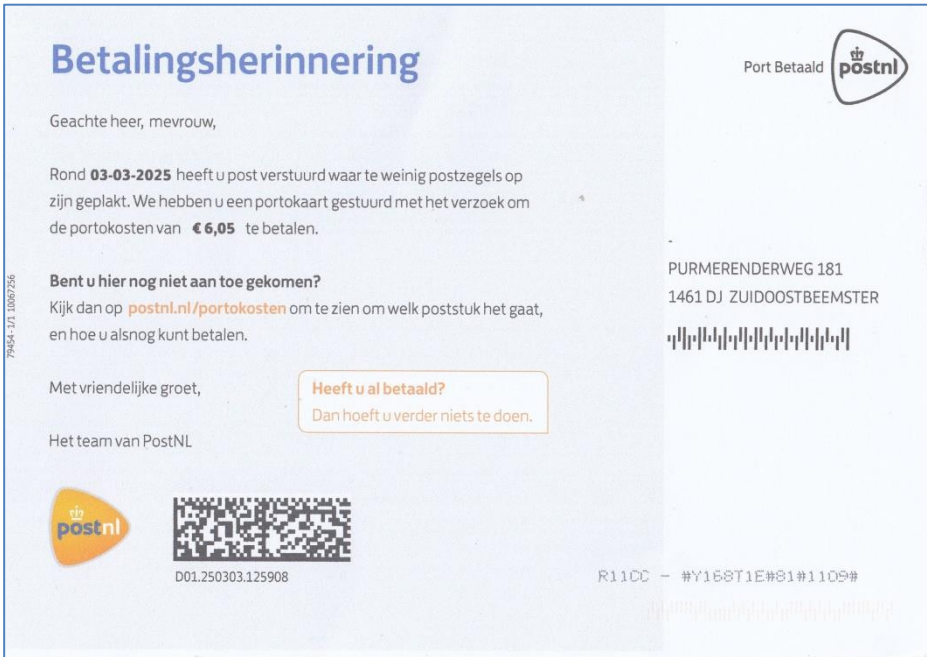 Betalingsherinnering
Port Betaald
postnl
Geachte heer, mevrouw,
Rond 03-03-2025 heeft u post verstuurd waar te weinig postzegels op
zijn geplakt. We hebben u een portokaart gestuurd met het verzoek om
de portokosten van € 6,05 te betalen.
Bent u hier nog niet aan toe gekomen?
Kijk dan op postnl.nl/portokosten om te zien om welk poststuk het gaat,
en hoe u alsnog kunt betalen.
Met vriendelijke groet,
Heeft u al betaald?
Dan hoeft u verder niets te doen.
Het team van PostNL
postnl
D01.250303.125908
79454 - 1/1 10067256
-
PURMERENDERWEG 181
1461 DJ ZUIDOOSTBEEMSTER
R11CC - #Y168T1E#81#1109#